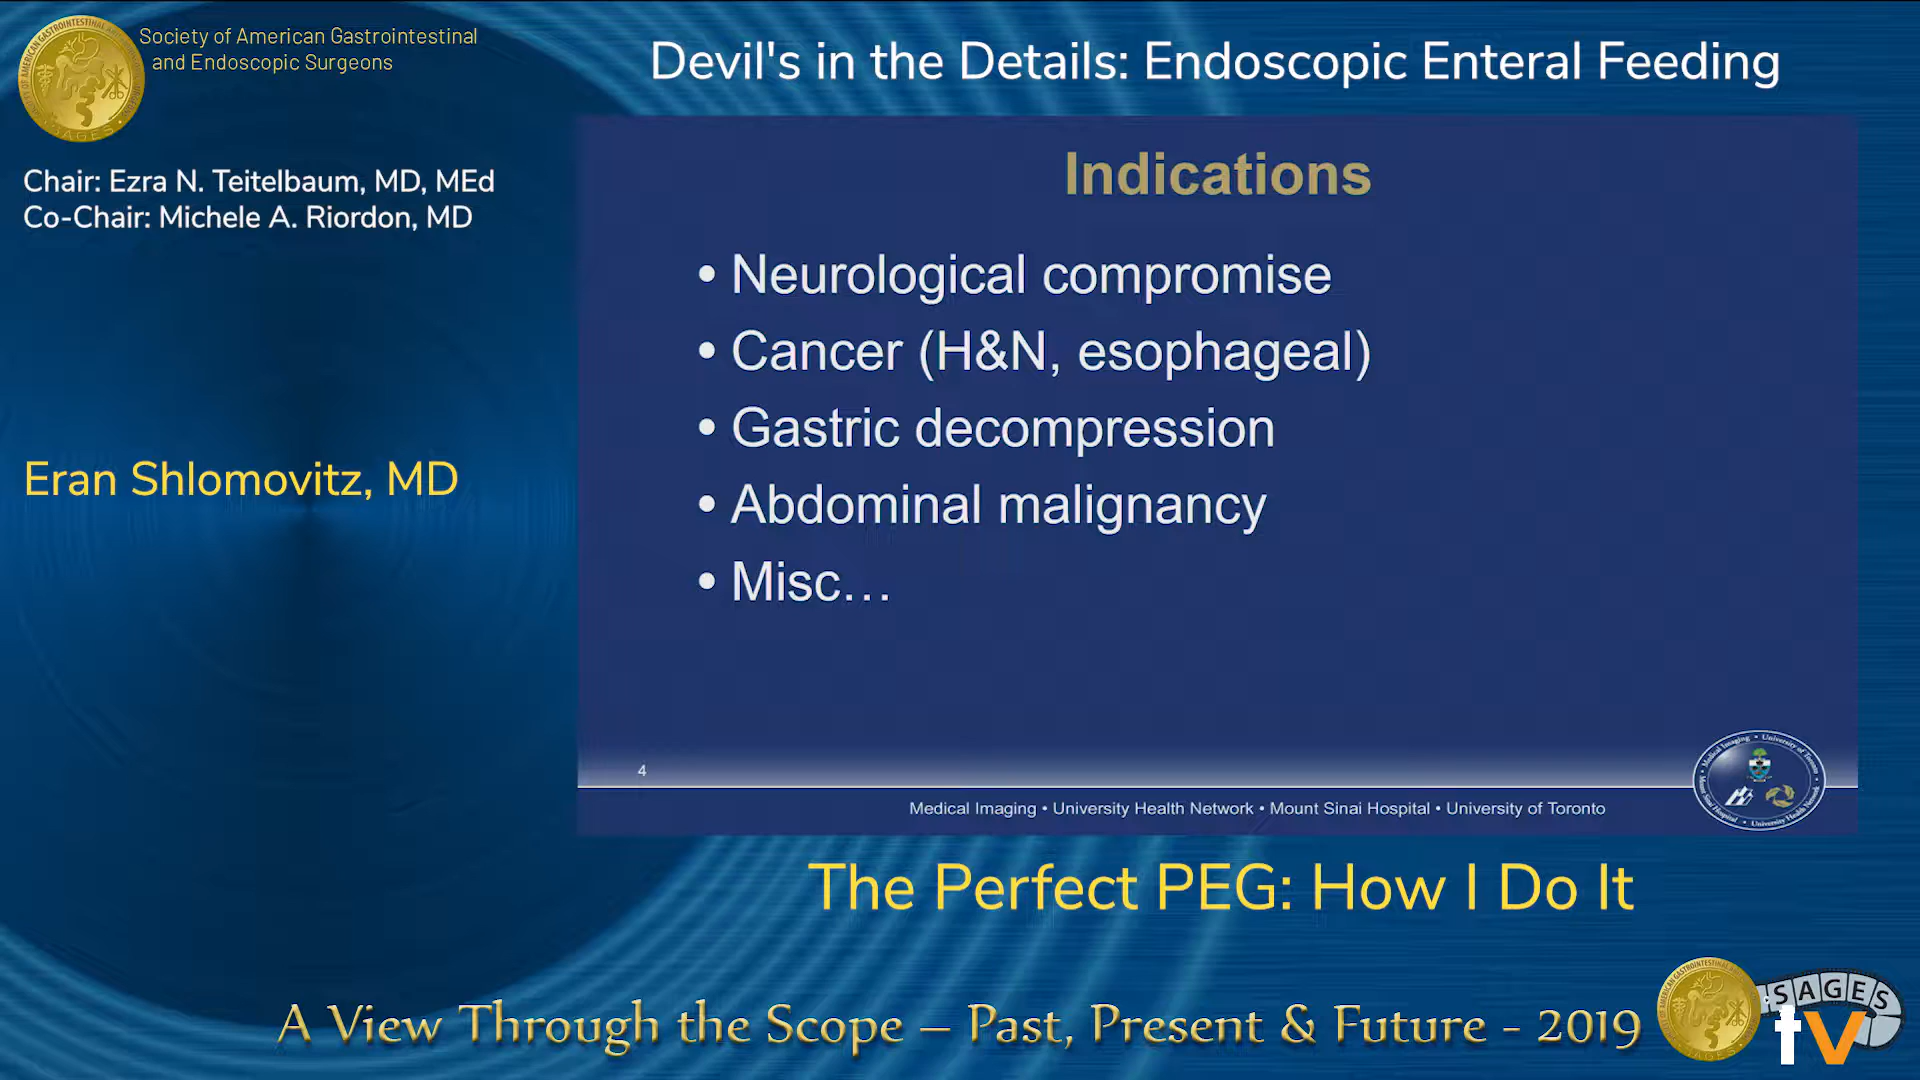 Society of American Gastrointestinal
and Endoscopic Surgeons
Devil's in the Details: Endoscopic Enteral Feeding
Chair: Ezra N. Teitelbaum, MD, MEd
Co-Chair: Michele A. Riordon, MD
Eran Shlomovitz, MD
Indications
• Neurological compromise
• Cancer (H&N, esophageal)
• Gastric decompression
• Abdominal malignancy
• Misc…
4
Medical Imaging • University Health Network • Mount Sinai Hospital • University of Toronto
The Perfect PEG: How I Do It
A View Through the Scope – Past, Present & Future - 2019
SAGES
tv